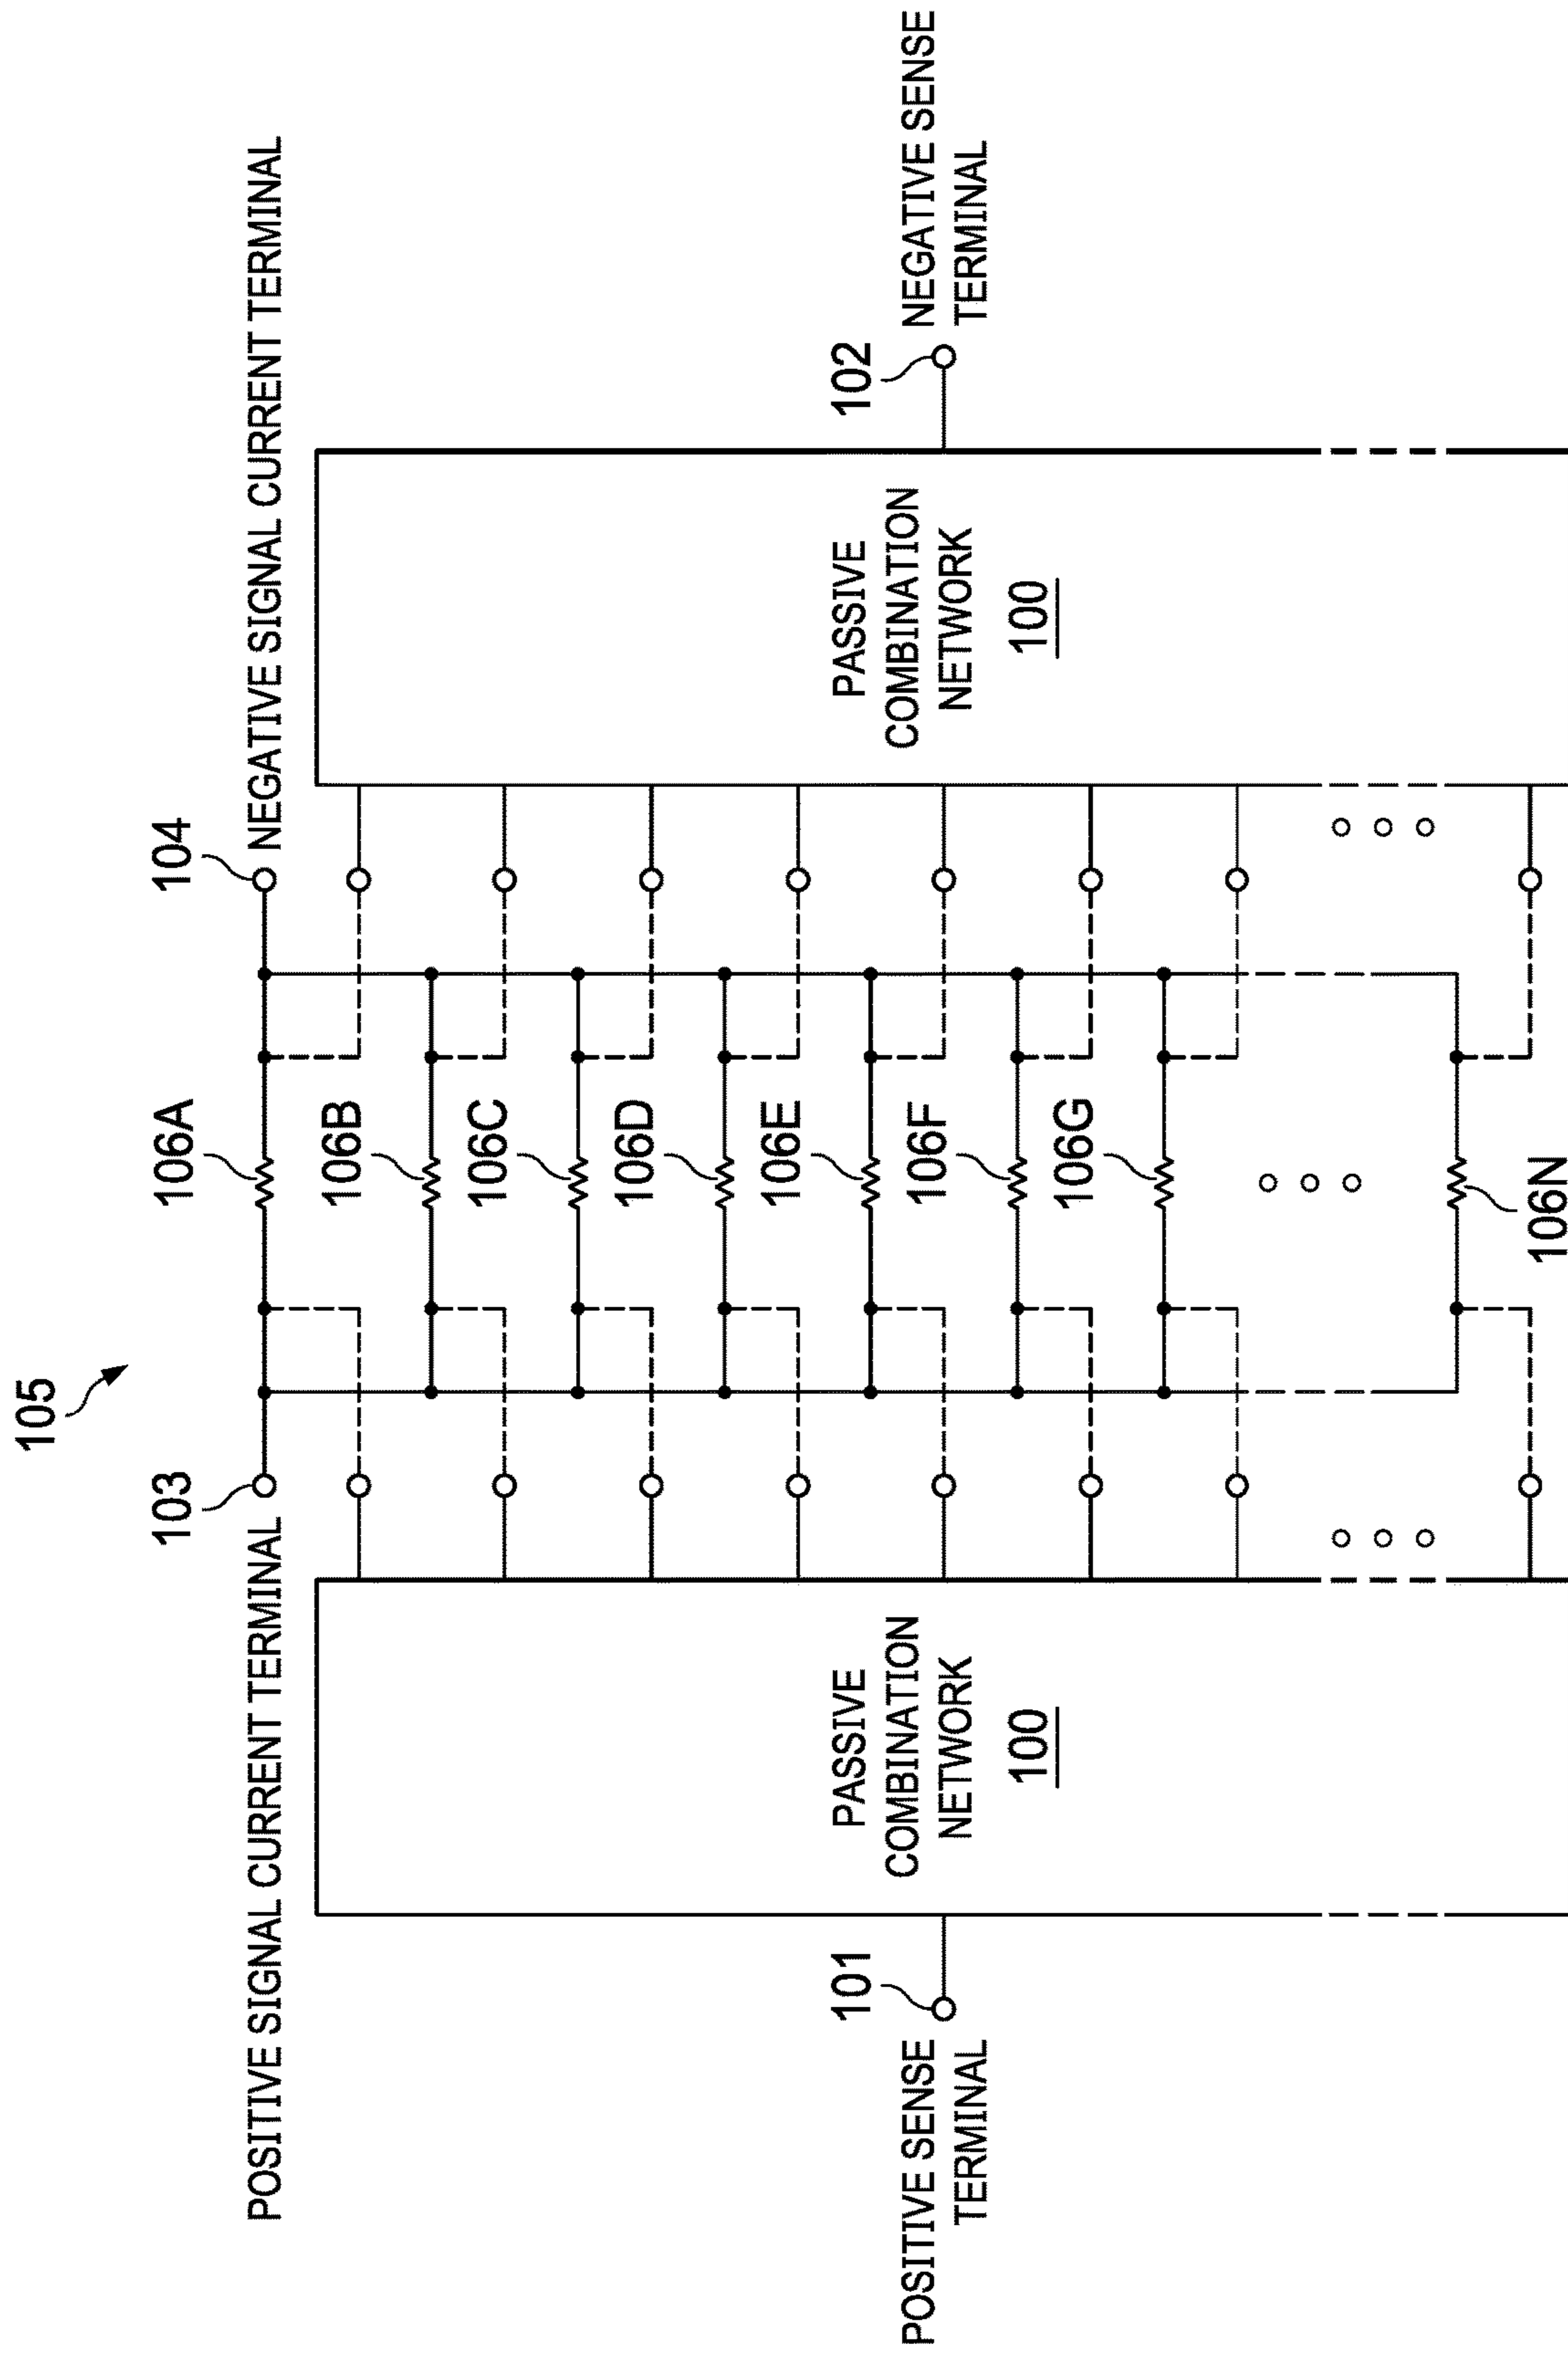 105
103
104
POSITIVE SIGNAL CURRENT TERMINAL
NEGATIVE SIGNAL CURRENT TERMINAL
106A
106B
106C
106D
106E
106F
106G
106N
PASSIVE
COMBINATION
NETWORK
100
PASSIVE
COMBINATION
NETWORK
100
101
POSITIVE SENSE
TERMINAL
102
NEGATIVE SENSE
TERMINAL